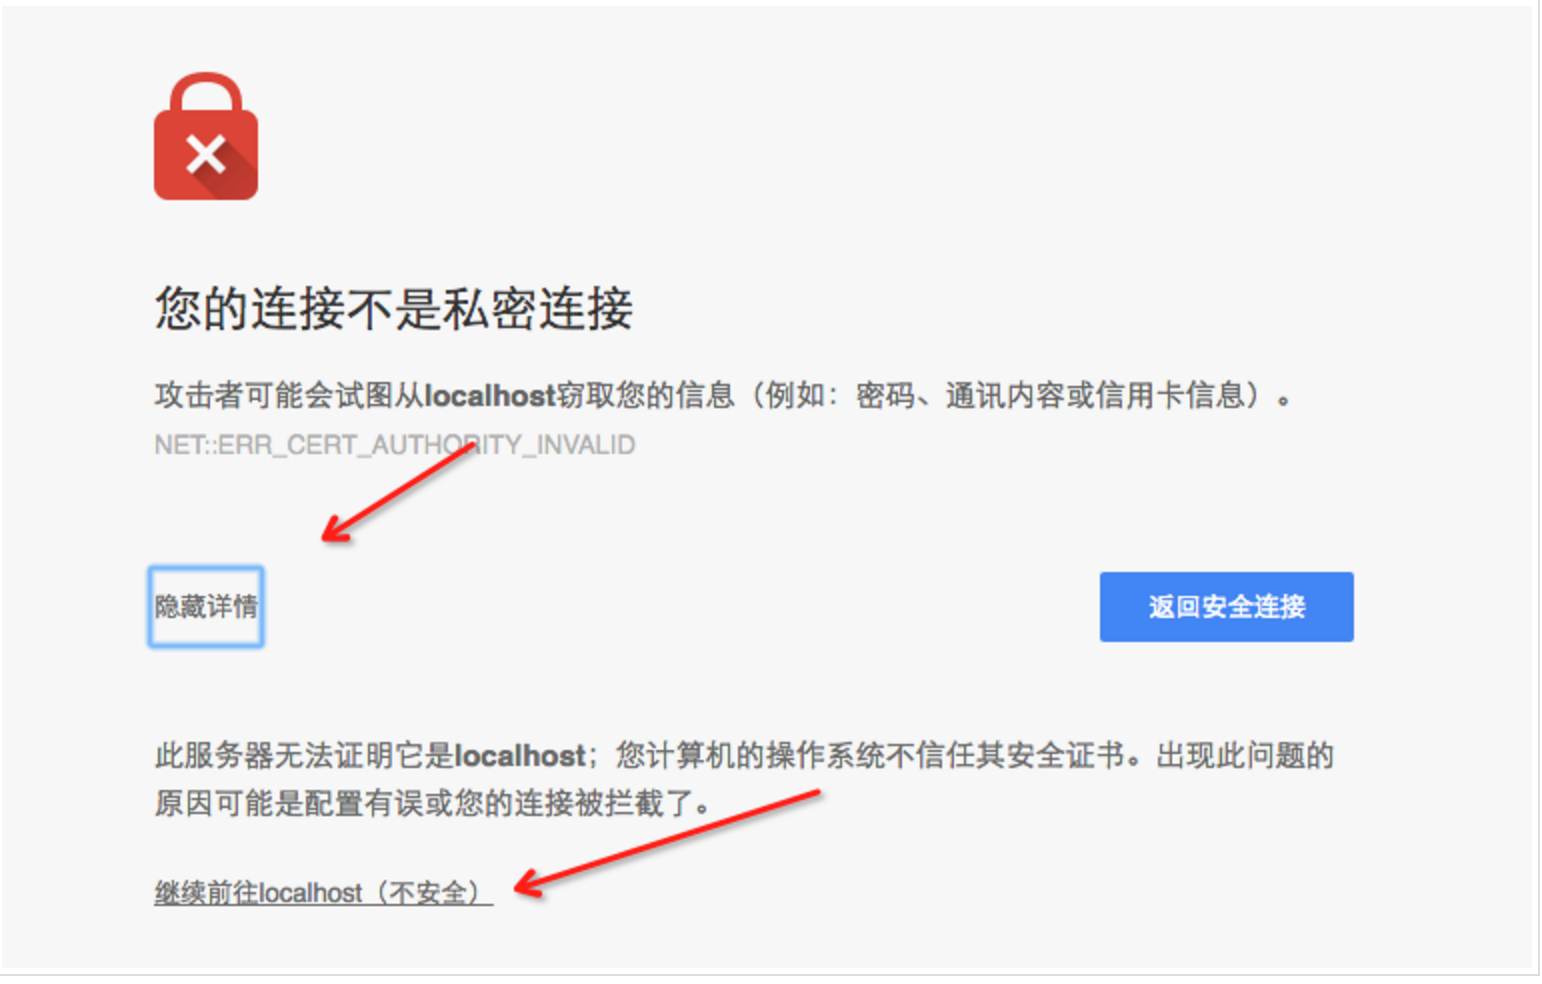 您的连接不是私密连接
攻击者可能会试图从localhost窃取您的信息（例如：密码、通讯内容或信用卡信息）。
NET::ERR_CERT_AUTHORITY_INVALID
隐藏详情
返回安全连接
此服务器无法证明它是localhost；您计算机的操作系统不信任其安全证书。出现此问题的
原因可能是配置有误或您的连接被拦截了。
继续前往localhost（不安全）